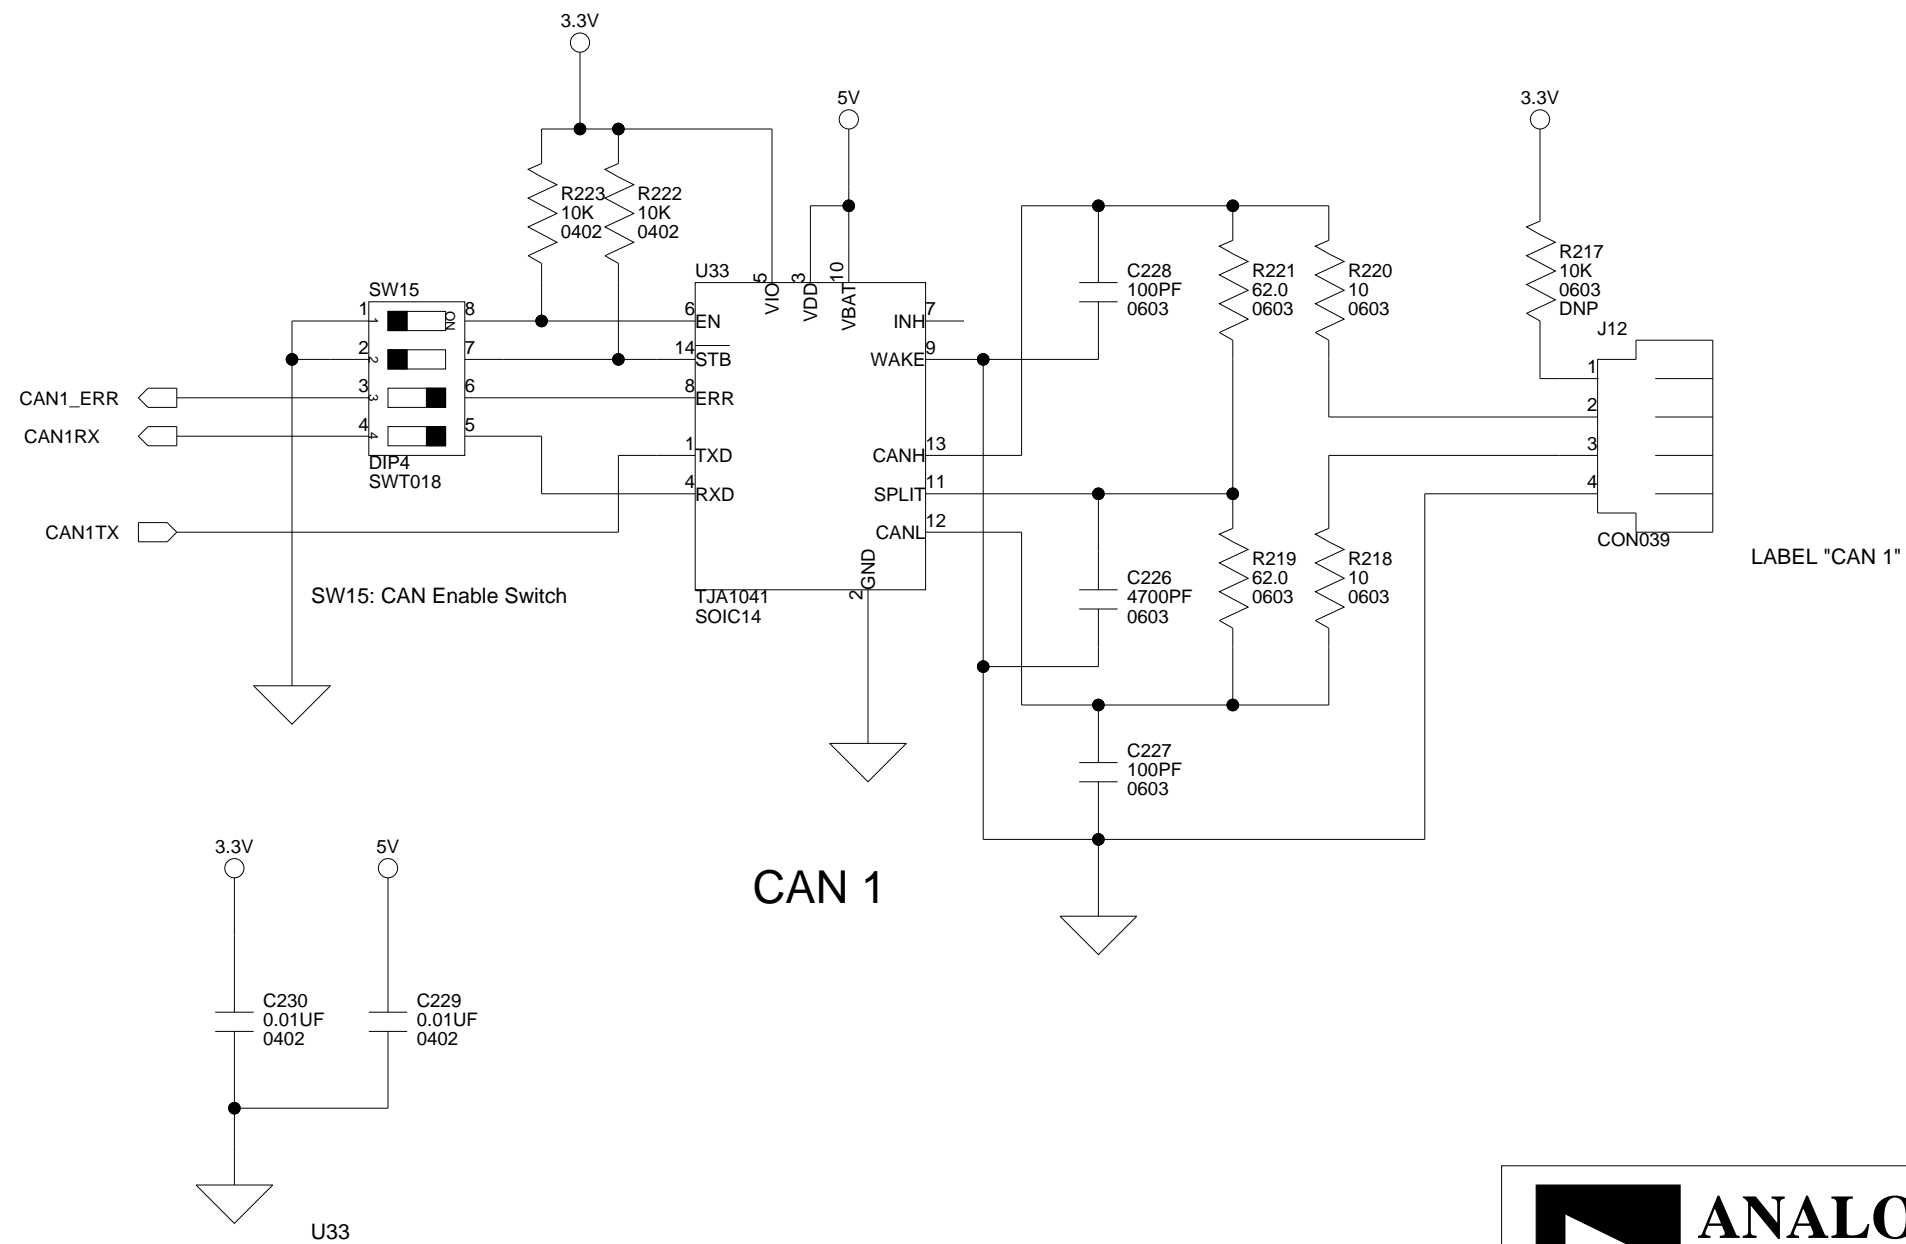 3.3V
5V
3.3V
R223
10K
0402
R222
10K
0402
SW15
1
2
3
4
1
2
3
4
ON
8
7
6
5
DIP4
SWT018
CAN1_ERR
CAN1RX
CAN1TX
SW15: CAN Enable Switch
U33
5
VIO
3
VDD
10
VBAT
6
EN
14
STB
8
ERR
1
TXD
4
RXD
7
INH
9
WAKE
13
CANH
11
SPLIT
12
CANL
2
GND
TJA1041
SOIC14
C228
100PF
0603
R221
62.0
0603
R220
10
0603
R217
10K
0603
DNP
J12
1
2
3
4
CON039
LABEL "CAN 1"
C226
4700PF
0603
R219
62.0
0603
R218
10
0603
C227
100PF
0603
CAN 1
3.3V
5V
C230
0.01UF
0402
C229
0.01UF
0402
U33